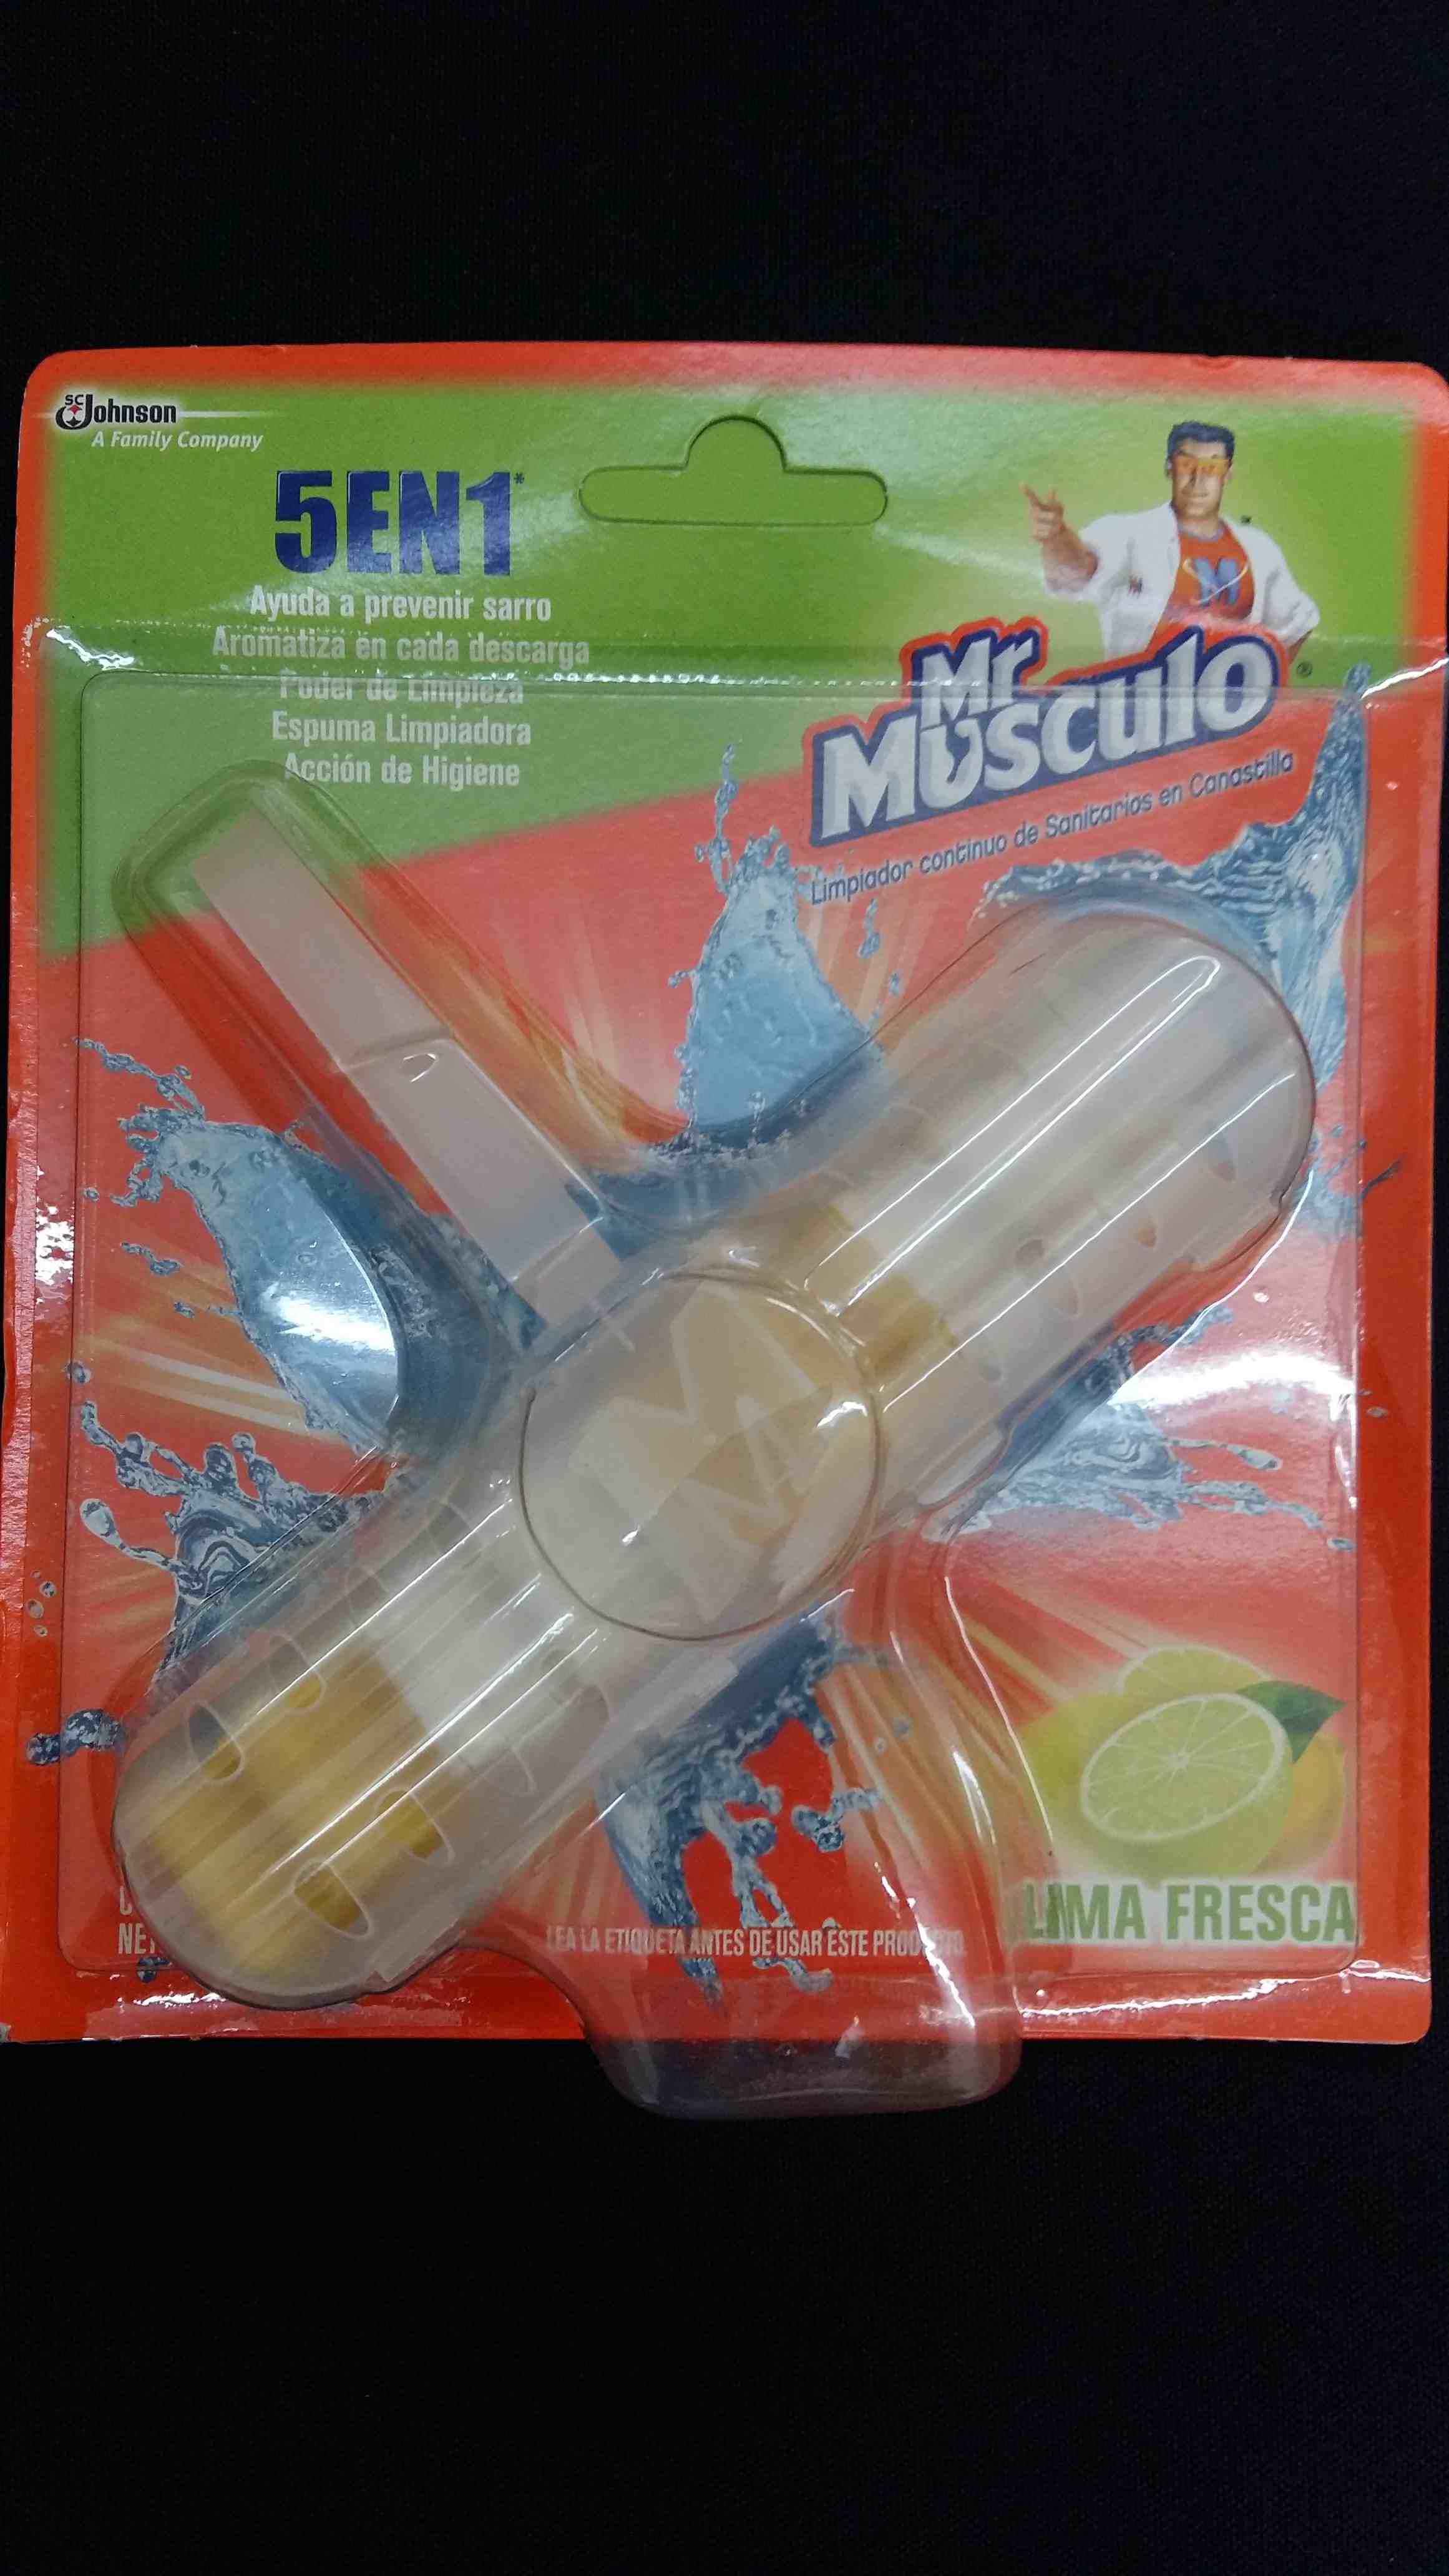 SC Johnson
A Family Company
5EN1*
Ayuda a prevenir sarro
Aromatiza en cada descarga
Poder de Limpieza
Espuma Limpiadora
Acción de Higiene
Mr
Músculo®
Limpiador continuo de Sanitarios en Canastilla
M
LIMA FRESCA
LEA LA ETIQUETA ANTES DE USAR ESTE PRODUCTO.